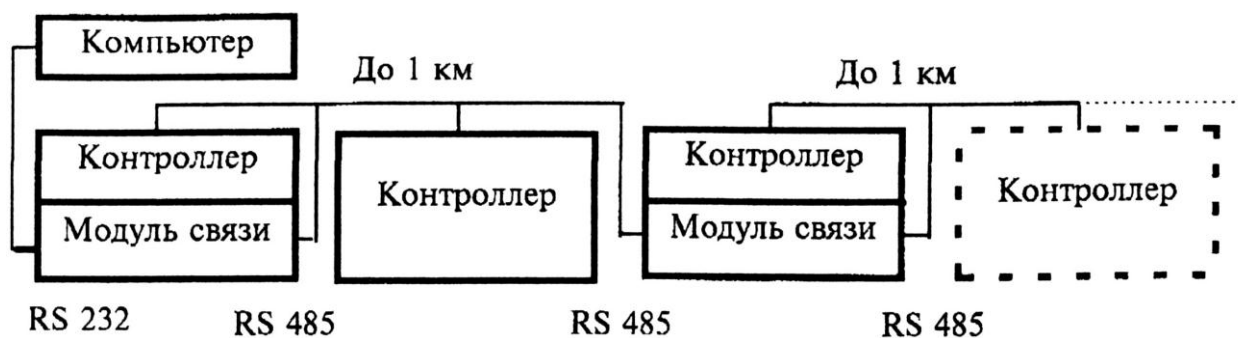 Компьютер
До 1 км
До 1 км
Контроллер
Модуль связи
Контроллер
Контроллер
Модуль связи
Контроллер
RS 232
RS 485
RS 485
RS 485